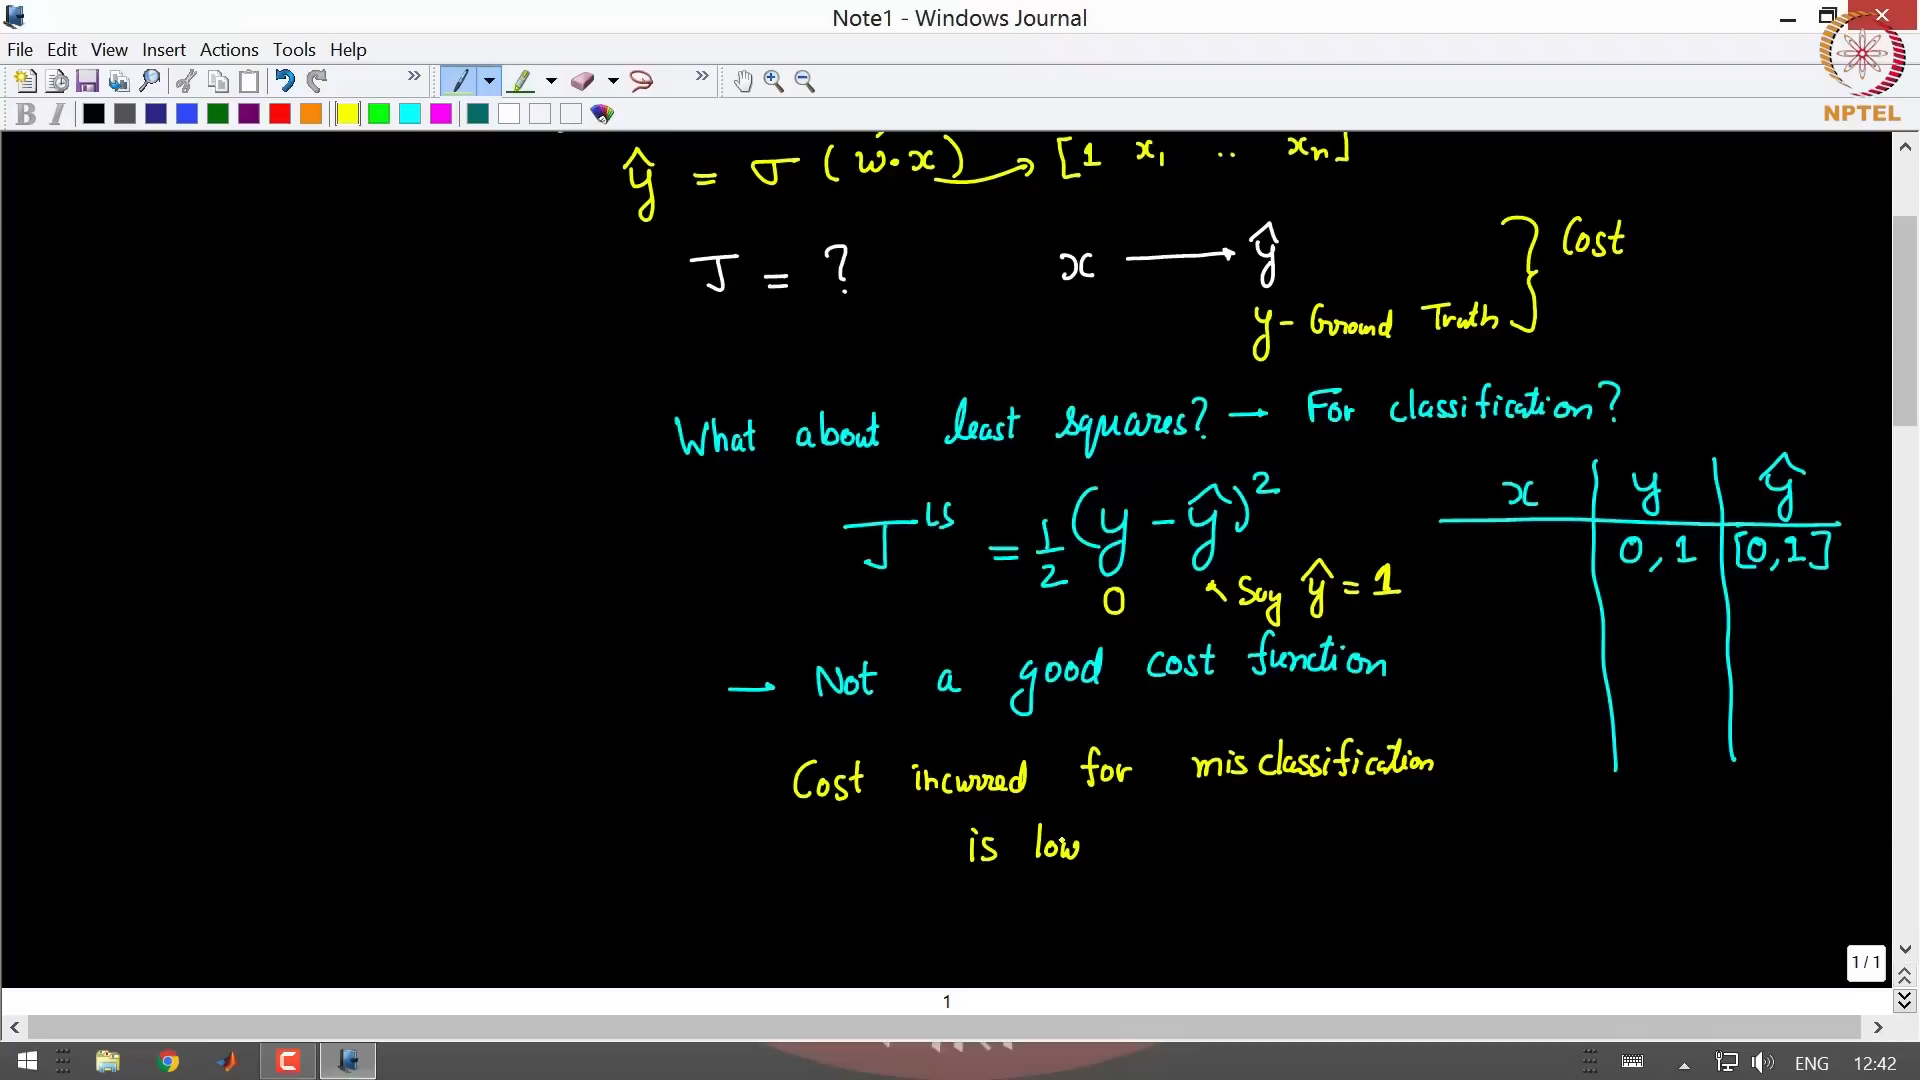 Note1 - Windows Journal
File Edit View Insert Actions Tools Help
NPTEL
ŷ = σ (w·x) → [1 x₁ .. xₙ]
J = ? x → ŷ } Cost
y - Ground Truth
What about least squares? → For classification?
x | y | ŷ
J^LS = 1/2 (y - ŷ)²
0, 1 | [0,1]
0 Say ŷ = 1
→ Not a good cost function
Cost incurred for misclassification
is low
1 / 1
1
ENG 12:42